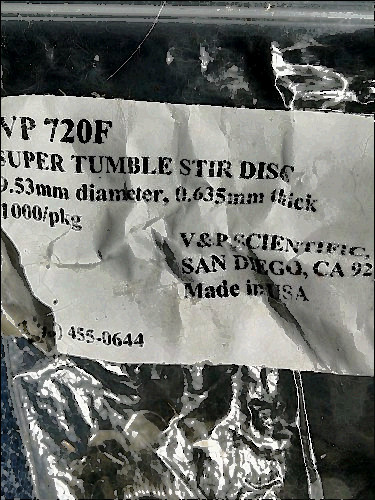 VP 720F
SUPER TUMBLE STIR DISC
9.53mm diameter, 0.635mm thick
1000/pkg
V&P SCIENTIFIC,
SAN DIEGO, CA 92
Made in USA
) 455-0644